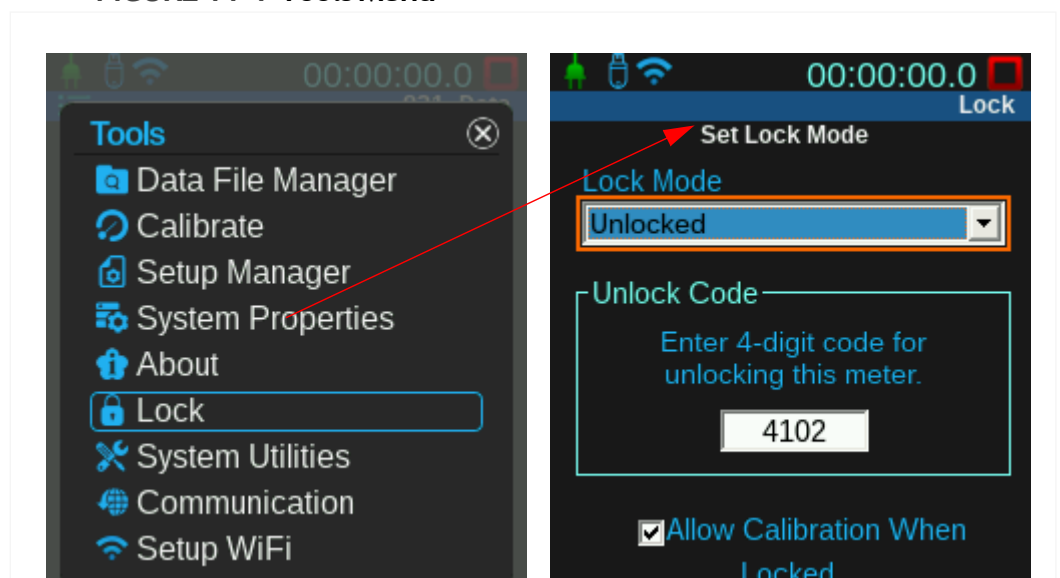 00:00:00.0
Tools
Data File Manager
Calibrate
Setup Manager
System Properties
About
Lock
System Utilities
Communication
Setup WiFi
00:00:00.0
Lock
Set Lock Mode
Lock Mode
Unlocked
Unlock Code
Enter 4-digit code for
unlocking this meter.
4102
Allow Calibration When
Locked